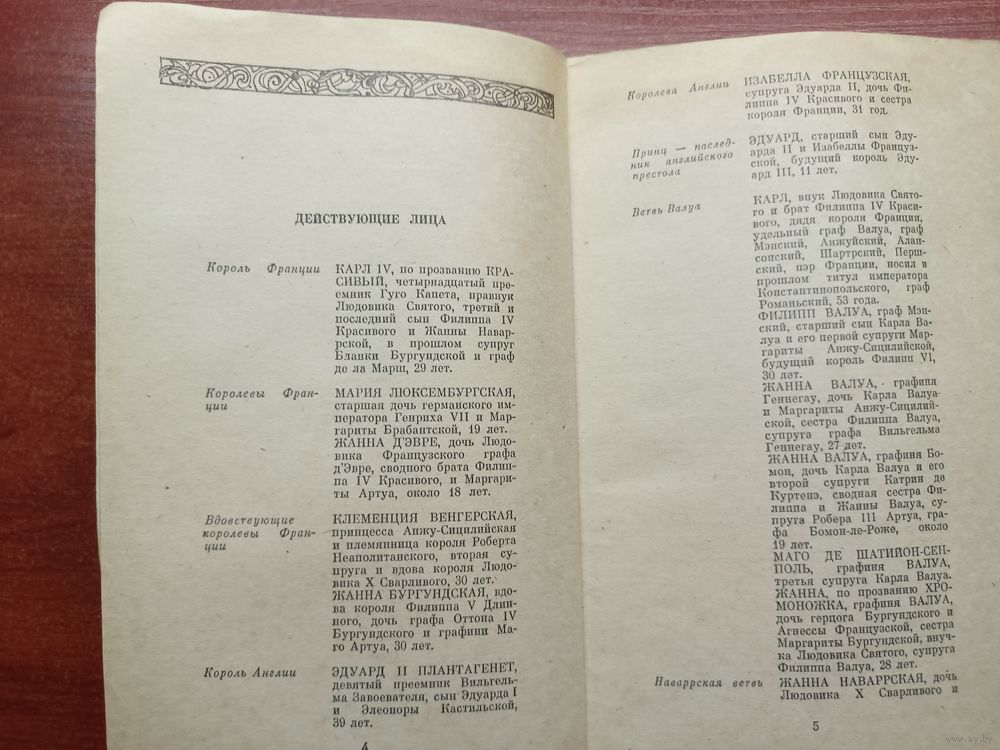 ДЕЙСТВУЮЩИЕ ЛИЦА
Король Франции КАРЛ IV, по прозванию КРА-
СИВЫЙ, четырнадцатый пре-
емник Гуго Капета, правнук
Людовика Святого, третий и
последний сын Филиппа IV
Красивого и Жанны Навар-
рской, в прошлом супруг
Бланки Бургундской и граф
де ла Марш, 29 лет.
Королевы Фран- МАРИЯ ЛЮКСЕМБУРГСКАЯ,
ции старшая дочь германского им-
ператора Генриха VII и Мар-
гариты Брабантской, 19 лет.
ЖАННА Д'ЭВРЕ, дочь Людо-
вика Французского графа
д'Эвре, сводного брата Филип-
па IV Красивого, и Маргари-
ты Артуа, около 18 лет.
Вдовствующие КЛЕМЕНЦИЯ ВЕНГЕРСКАЯ,
королевы Фран- принцесса Анжу-Сицилийская
ции и племянница короля Роберта
Неаполитанского, вторая су-
пруга и вдова короля Людо-
вика X Сварливого, 30 лет.
ЖАННА БУРГУНДСКАЯ, вдо-
ва короля Филиппа V Длин-
ного, дочь графа Оттона IV
Бургундского и графини Ма-
го Артуа, 30 лет.
Король Англии ЭДУАРД II ПЛАНТАГЕНЕТ,
девятый преемник Вильгель-
ма Завоевателя, сын Эдуарда I
и Элеоноры Кастильской,
39 лет.
4
Королева Англии ИЗАБЕЛЛА ФРАНЦУЗСКАЯ,
супруга Эдуарда II, дочь Фи-
липпа IV Красивого и сестра
короля Франции, 31 год.
Принц — наслед- ЭДУАРД, старший сын Эду-
ник английского арда II и Изабеллы Француз-
престола ской, будущий король Эду-
ард III, 11 лет.
Ветвь Валуа КАРЛ, внук Людовика Свято-
го и брат Филиппа IV Краси-
вого, дядя короля Франции,
удельный граф Валуа, граф
Мэнский, Анжуйский, Алан-
сонский, Шартрский, Перш-
ский, пэр Франции, носил в
прошлом титул императора
Константинопольского, граф
Романьский, 53 года.
ФИЛИПП ВАЛУА, граф Мэн-
ский, старший сын Карла Ва-
луа и его первой супруги Мар-
гариты Анжу-Сицилийской,
будущий король Филипп VI,
30 лет.
ЖАННА ВАЛУА, графиня
Геннегау, дочь Карла Валуа
и Маргариты Анжу-Сицилий-
ской, сестра Филиппа Валуа,
супруга графа Вильгельма
Геннегау, 27 лет.
ЖАННА ВАЛУА, графиня Бо-
мон, дочь Карла Валуа и его
второй супруги Катрин де
Куртенэ, сводная сестра Фи-
липпа и Жанны Валуа, су-
пруга Робера III Артуа, гра-
фа Бомон-ле-Роже, около
19 лет.
МАГО ДЕ ШАТИЙОН-СЕН-
ПОЛЬ, графиня ВАЛУА,
третья супруга Карла Валуа.
ЖАННА, по прозванию ХРО-
МОНОЖКА, графиня ВАЛУА,
дочь герцога Бургундского и
Агнессы Французской, сестра
Маргариты Бургундской, внуч-
ка Людовика Святого, супруга
Филиппа Валуа, 28 лет.
Наваррская ветвь ЖАННА НАВАРРСКАЯ, дочь
Людовика X Сварливого и
5
www.ay.by